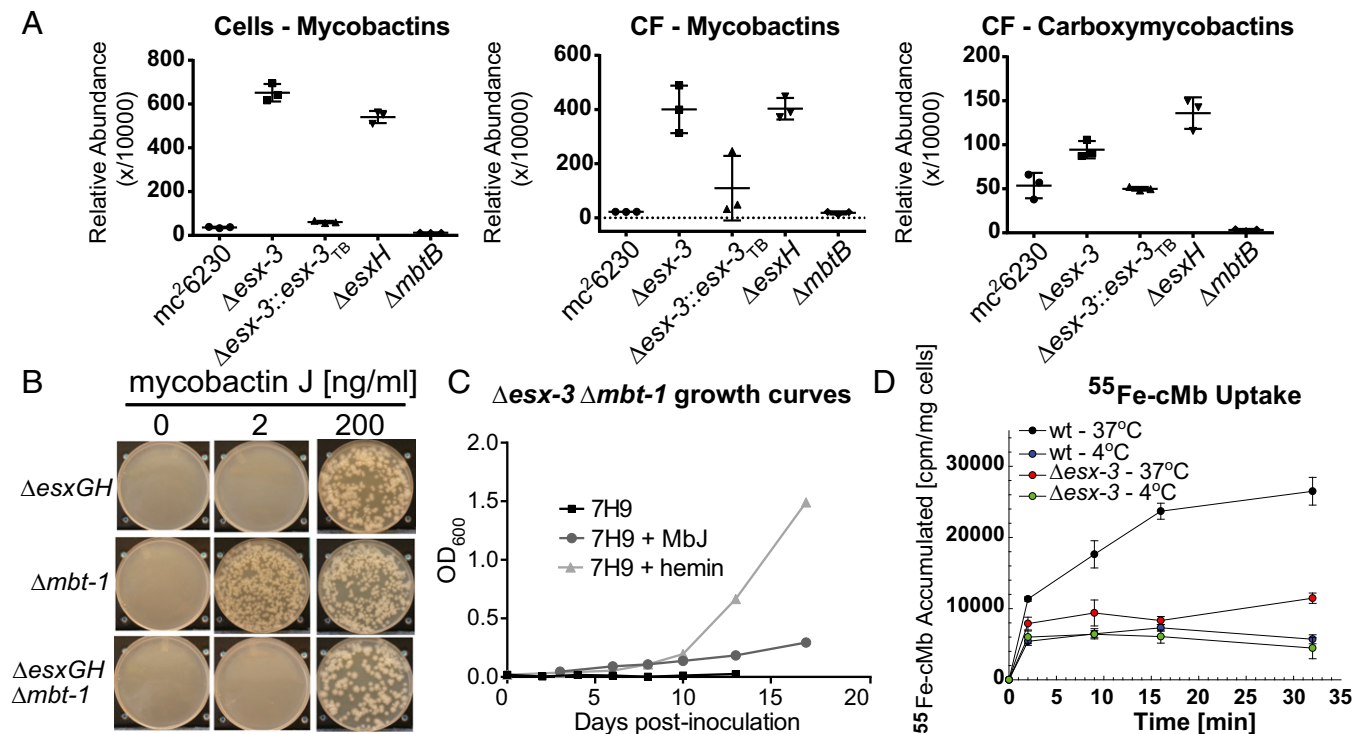 A
Cells - Mycobactins
Relative Abundance
(x/10000)
800
600
400
200
0
mc²6230
Δesx-3
Δesx-3::esx-3TB
ΔesxH
ΔmbtB
CF - Mycobactins
Relative Abundance
(x/10000)
600
400
200
0
mc²6230
Δesx-3
Δesx-3::esx-3TB
ΔesxH
ΔmbtB
CF - Carboxymycobactins
Relative Abundance
(x/10000)
200
150
100
50
0
mc²6230
Δesx-3
Δesx-3::esx-3TB
ΔesxH
ΔmbtB
B
mycobactin J [ng/ml]
0 2 200
ΔesxGH
Δmbt-1
ΔesxGH
Δmbt-1
C
Δesx-3 Δmbt-1 growth curves
OD600
2.0
1.5
1.0
0.5
0.0
7H9
7H9 + MbJ
7H9 + hemin
0 5 10 15 20
Days post-inoculation
D
⁵⁵Fe-cMb Uptake
⁵⁵Fe-cMb Accumulated [cpm/mg cells]
wt - 37°C
wt - 4°C
Δesx-3 - 37°C
Δesx-3 - 4°C
30000
20000
10000
0
0 5 10 15 20 25 30 35
Time [min]